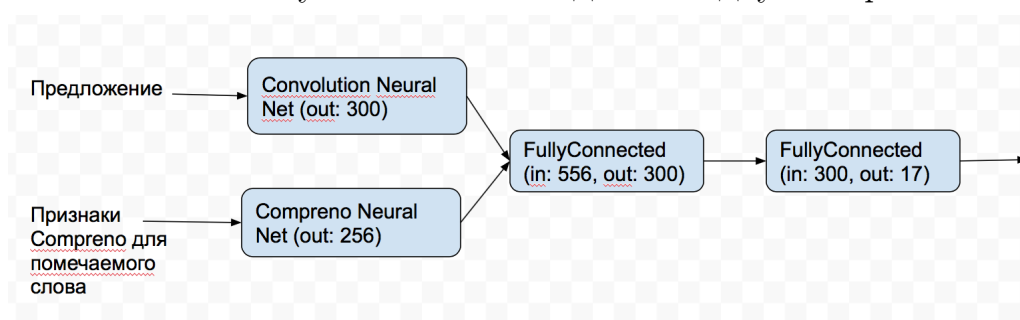 Предложение
Convolution Neural
Net (out: 300)
FullyConnected
(in: 556, out: 300)
FullyConnected
(in: 300, out: 17)
Признаки
Compreno для
помечаемого
слова
Compreno Neural
Net (out: 256)